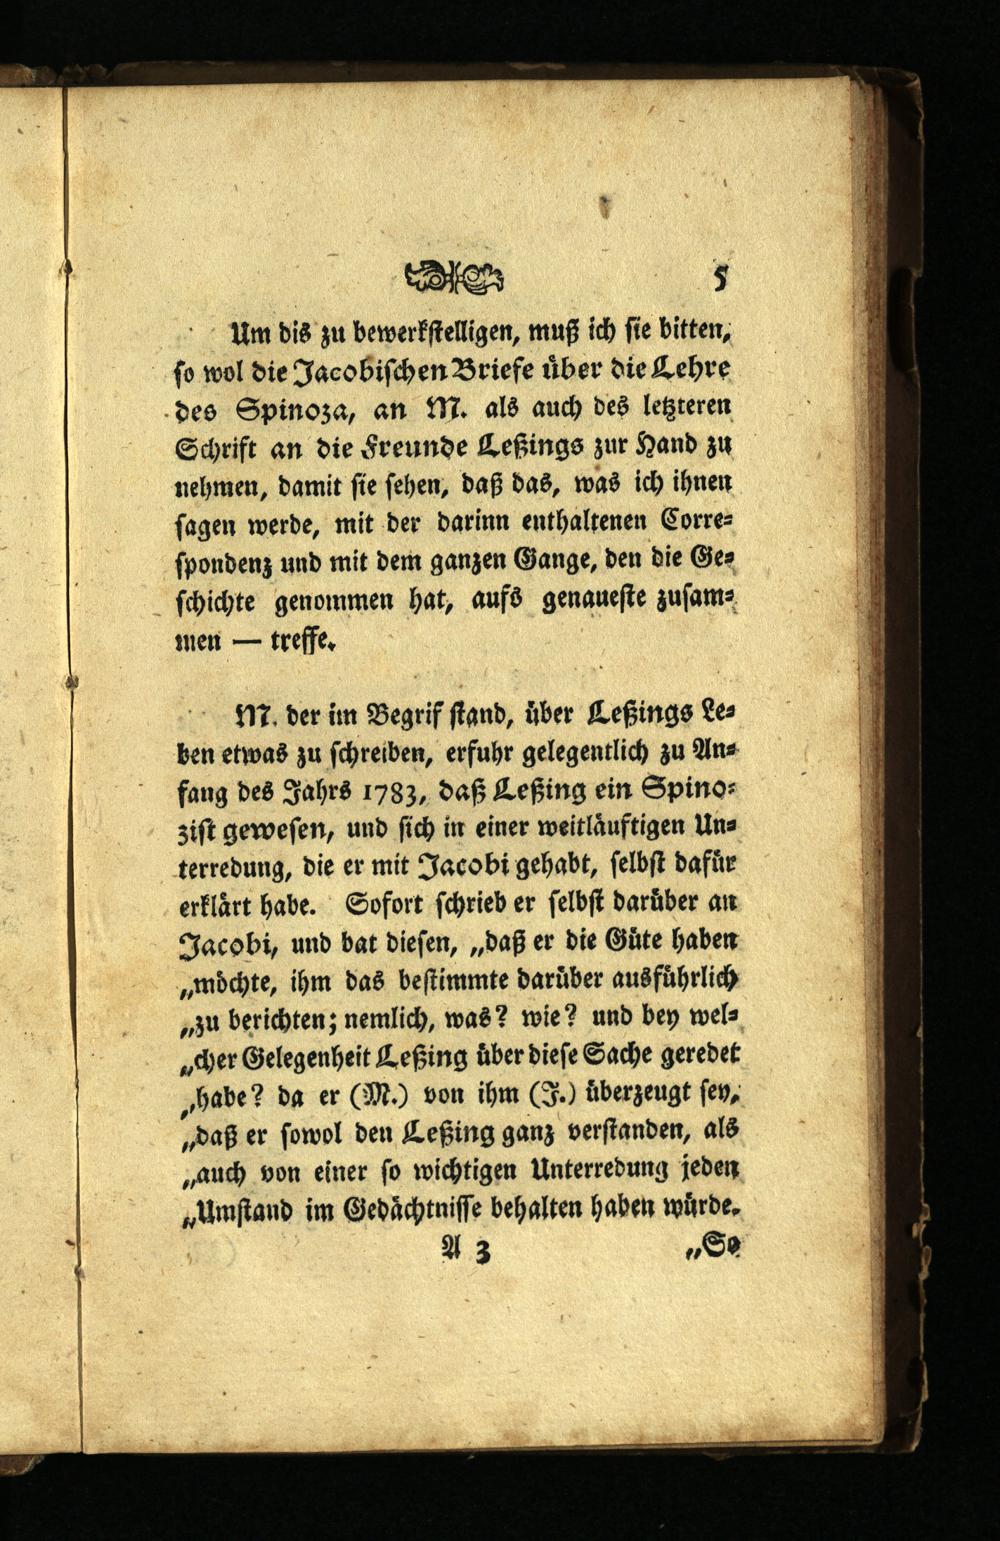 5
Um dis zu bewerkſtelligen, muß ich ſie bitten,
ſo wol die Jacobiſchen Briefe über die Lehre
des Spinoza, an M. als auch des letzteren
Schrift an die Freunde Leßings zur Hand zu
nehmen, damit ſie ſehen, daß das, was ich ihnen
ſagen werde, mit der darinn enthaltenen Corre⸗
ſpondenz und mit dem ganzen Gange, den die Ge⸗
ſchichte genommen hat, aufs genaueſte zuſam⸗
men — treffe.
M. der im Begrif ſtand, über Leßings Le⸗
ben etwas zu ſchreiben, erfuhr gelegentlich zu An⸗
fang des Jahrs 1783, daß Leßing ein Spino⸗
ziſt geweſen, und ſich in einer weitläuftigen Un⸗
terredung, die er mit Jacobi gehabt, ſelbſt dafür
erklärt habe. Sofort ſchrieb er ſelbſt darüber an
Jacobi, und bat dieſen, „daß er die Güte haben
„möchte, ihm das beſtimmte darüber ausführlich
„zu berichten; nemlich, was? wie? und bey wel⸗
„cher Gelegenheit Leßing über dieſe Sache geredet
„habe? da er (M.) von ihm (J.) überzeugt ſey,
„daß er ſowol den Leßing ganz verſtanden, als
„auch von einer ſo wichtigen Unterredung jeden
„Umſtand im Gedächtniſſe behalten haben würde.
A 3 „So